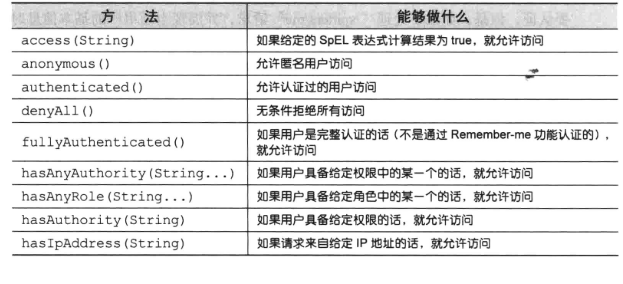 方 法 能够做什么
access(String) 如果给定的 SpEL 表达式计算结果为 true，就允许访问
anonymous() 允许匿名用户访问
authenticated() 允许认证过的用户访问
denyAll() 无条件拒绝所有访问
fullyAuthenticated() 如果用户是完整认证的话（不是通过 Remember-me 功能认证的），
就允许访问
hasAnyAuthority(String...) 如果用户具备给定权限中的某一个的话，就允许访问
hasAnyRole(String...) 如果用户具备给定角色中的某一个的话，就允许访问
hasAuthority(String) 如果用户具备给定权限的话，就允许访问
hasIpAddress(String) 如果请求来自给定 IP 地址的话，就允许访问